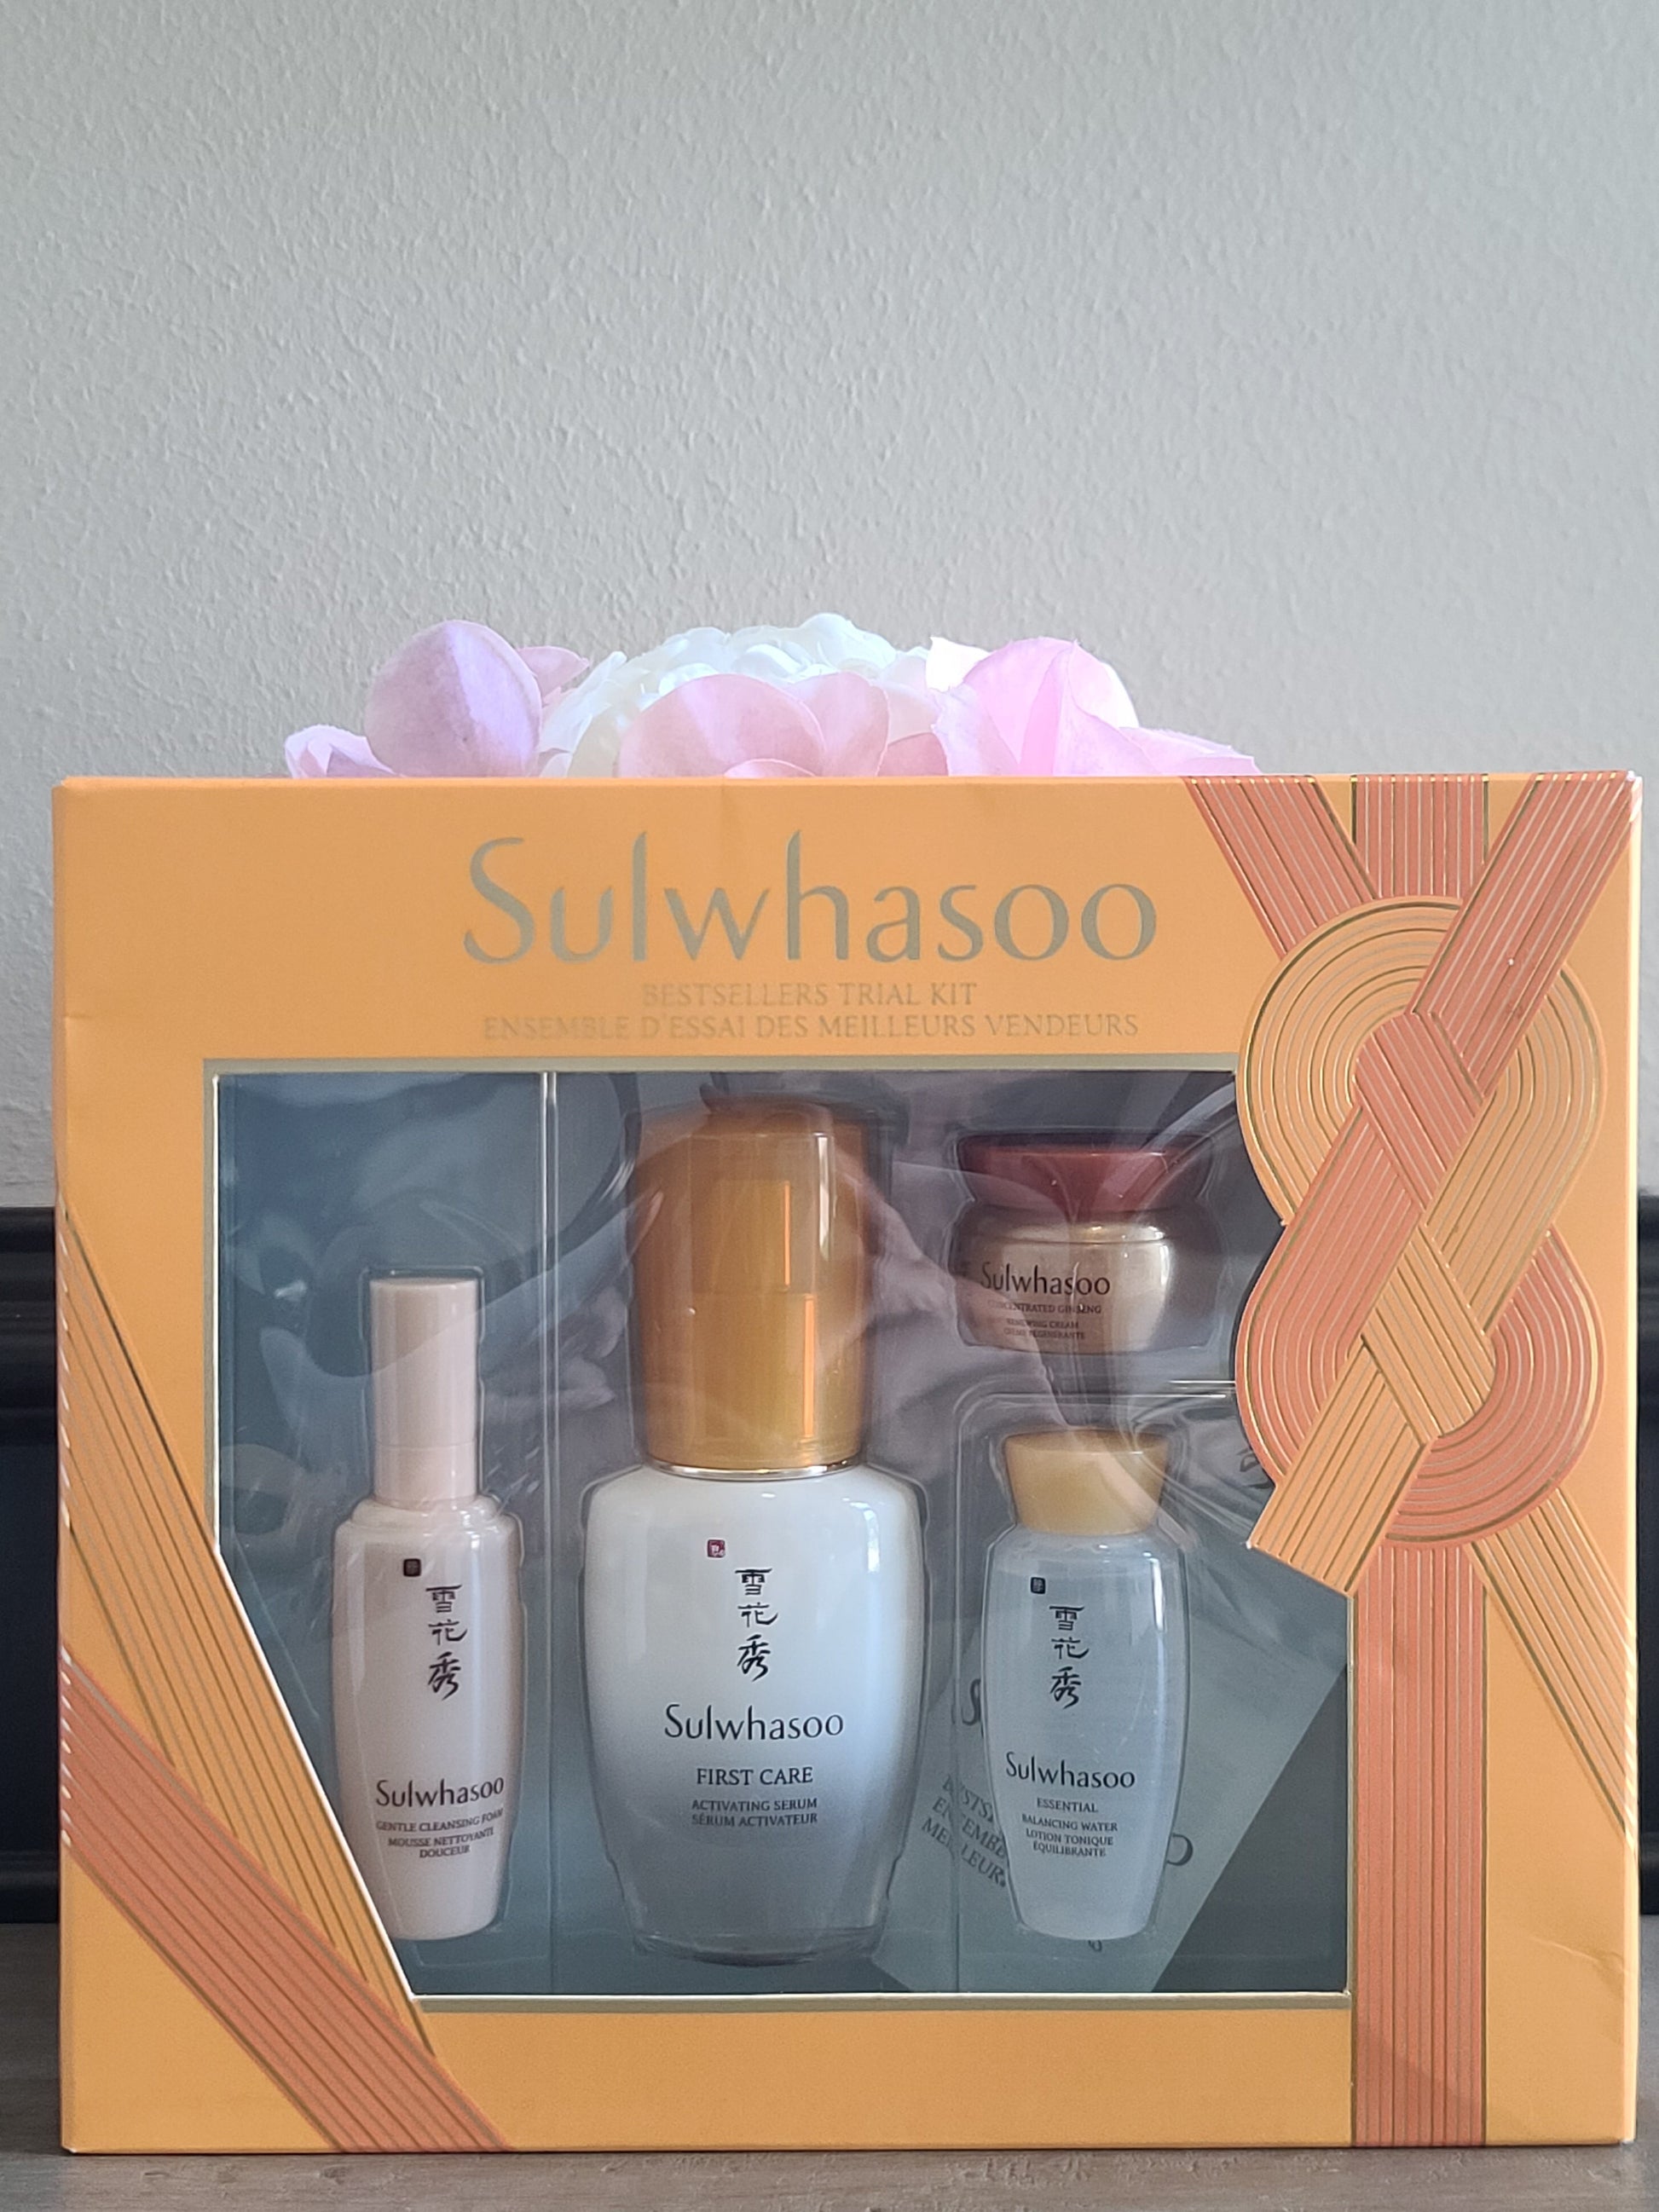 Sulwhasoo
BESTSELLERS TRIAL KIT
ENSEMBLE D'ESSAI DES MEILLEURS VENDEURS
Sulwhasoo
CONCENTRATED GINSENG
RENEWING CREAM
CRÈME RÉGÉNÉRANTE
雪
花
秀
Sulwhasoo
GENTLE CLEANSING FOAM
MOUSSE NETTOYANTE
DOUCEUR
雪
花
秀
Sulwhasoo
FIRST CARE
ACTIVATING SERUM
SÉRUM ACTIVATEUR
雪
花
秀
Sulwhasoo
ESSENTIAL
BALANCING WATER
LOTION TONIQUE
ÉQUILIBRANTE